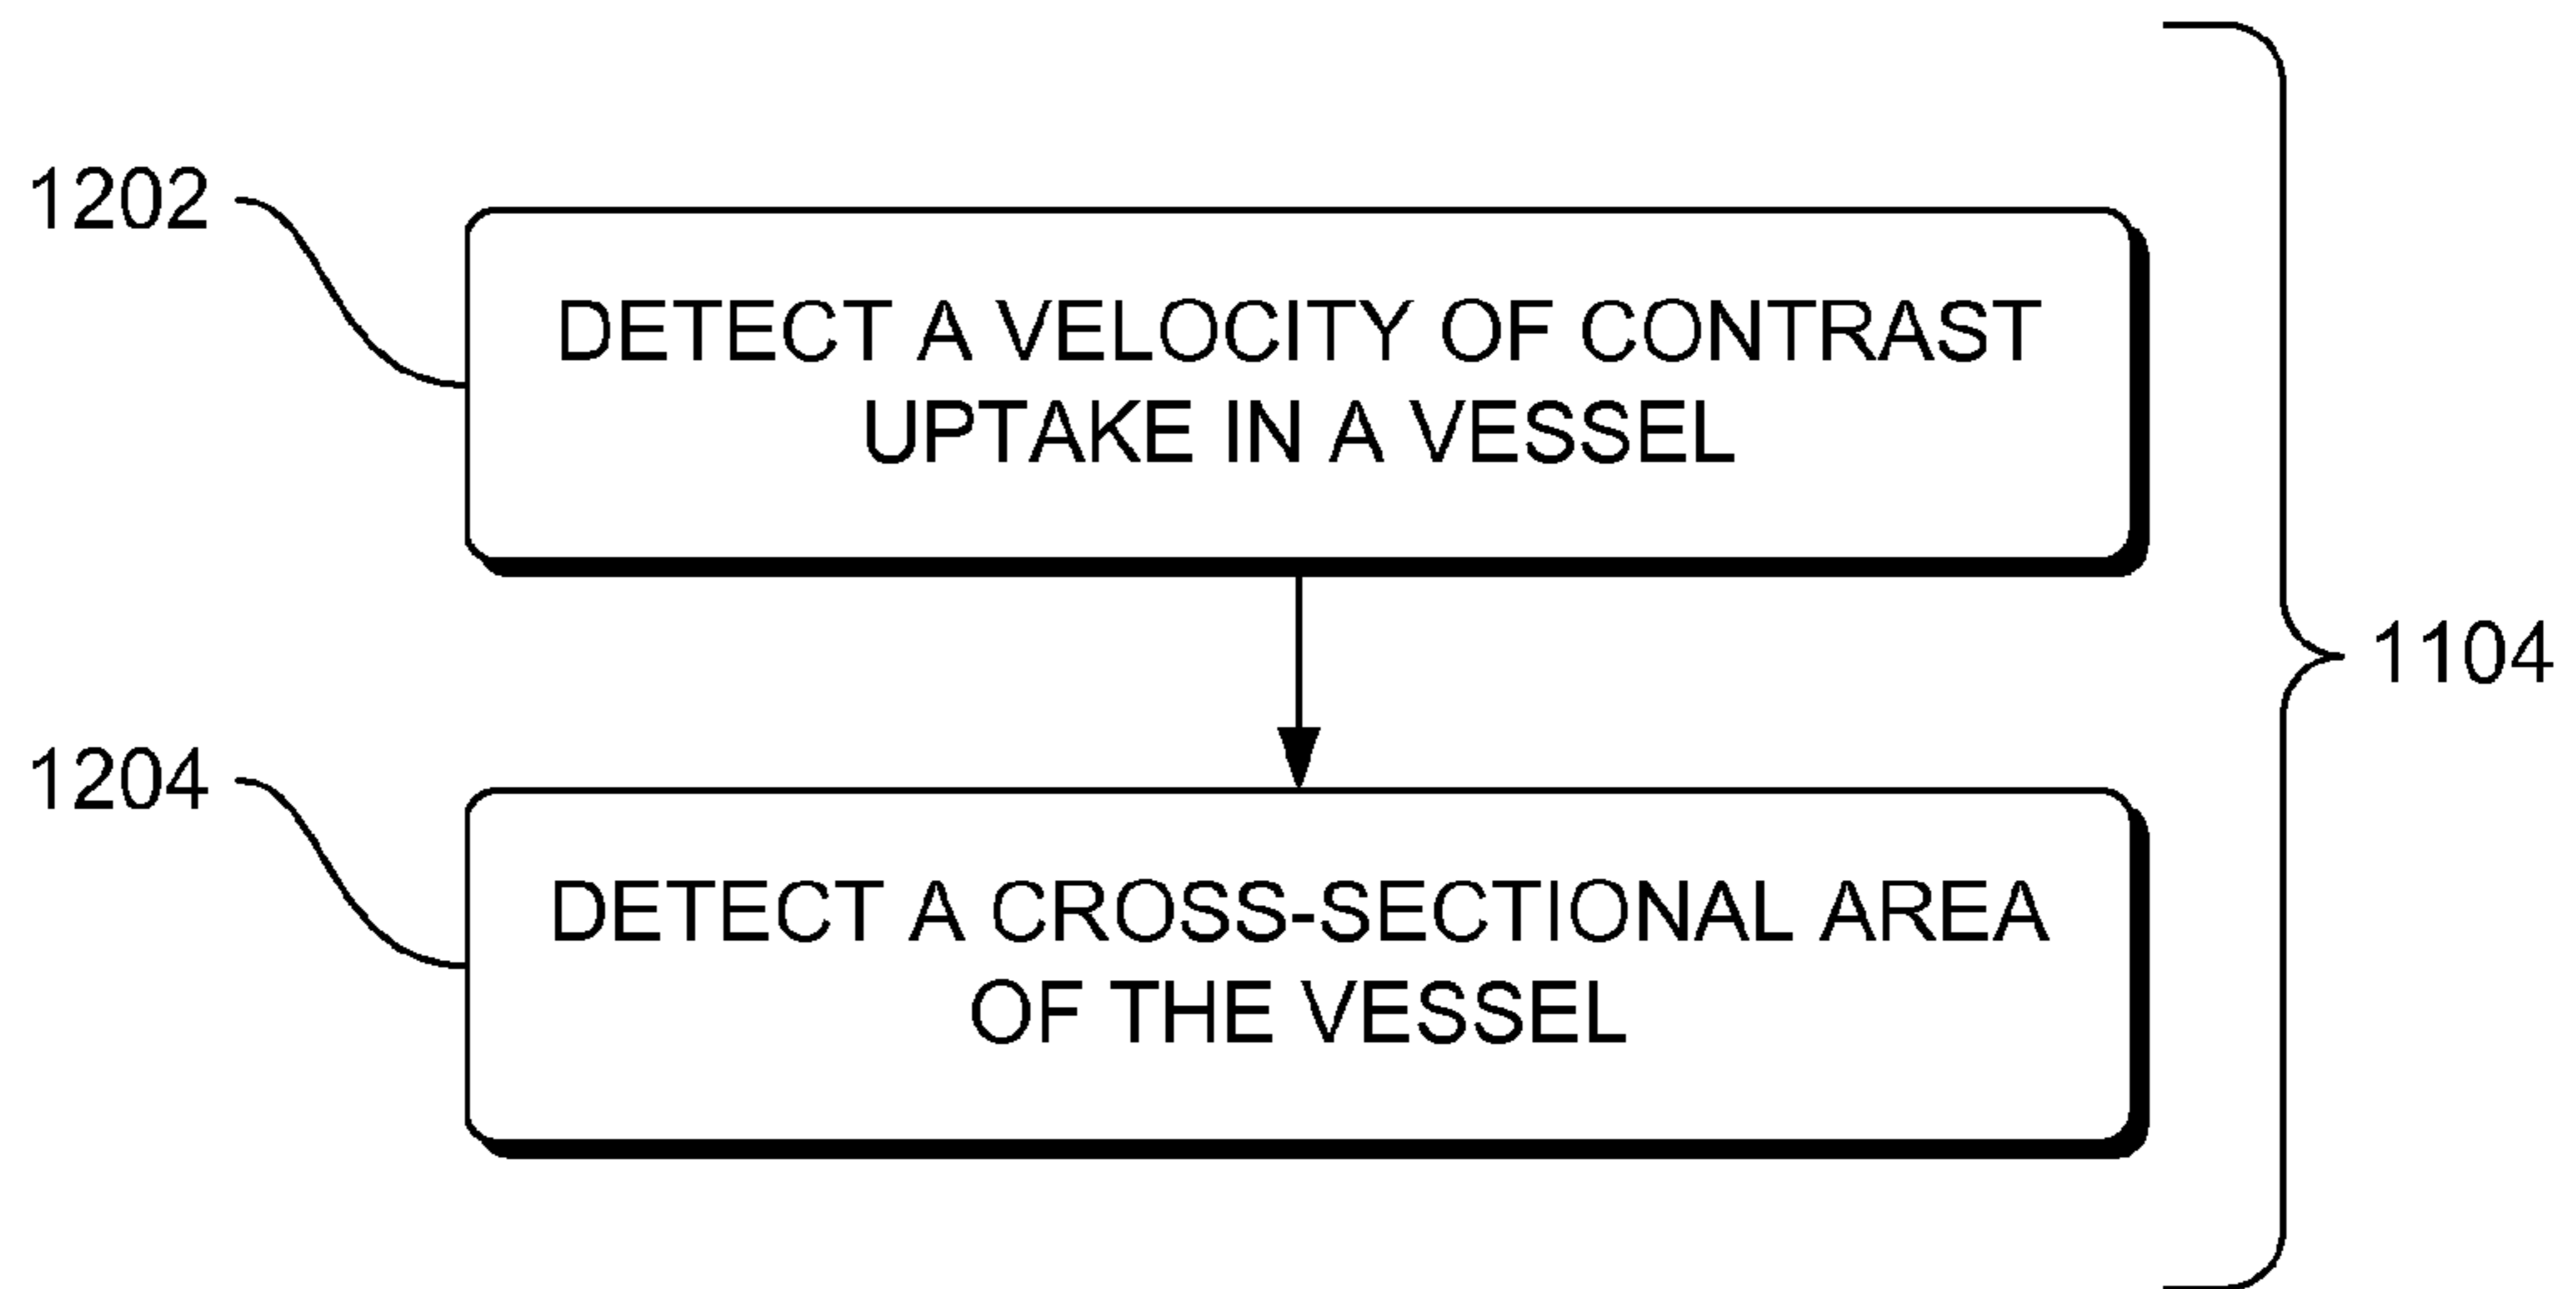 1202
DETECT A VELOCITY OF CONTRAST
UPTAKE IN A VESSEL
1104
1204
DETECT A CROSS-SECTIONAL AREA
OF THE VESSEL